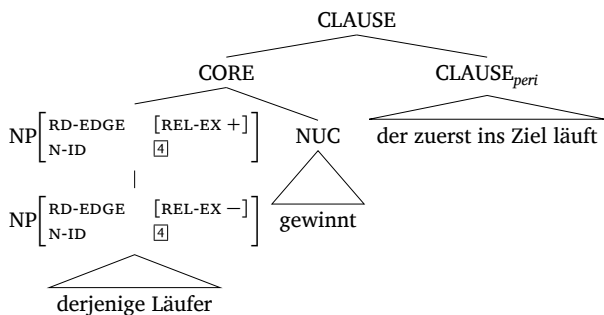 CLAUSE
CORE CLAUSE_peri
NP [RD-EDGE [REL-EX +] N-ID 4] NUC der zuerst ins Ziel läuft
NP [RD-EDGE [REL-EX −] N-ID 4] gewinnt
derjenige Läufer